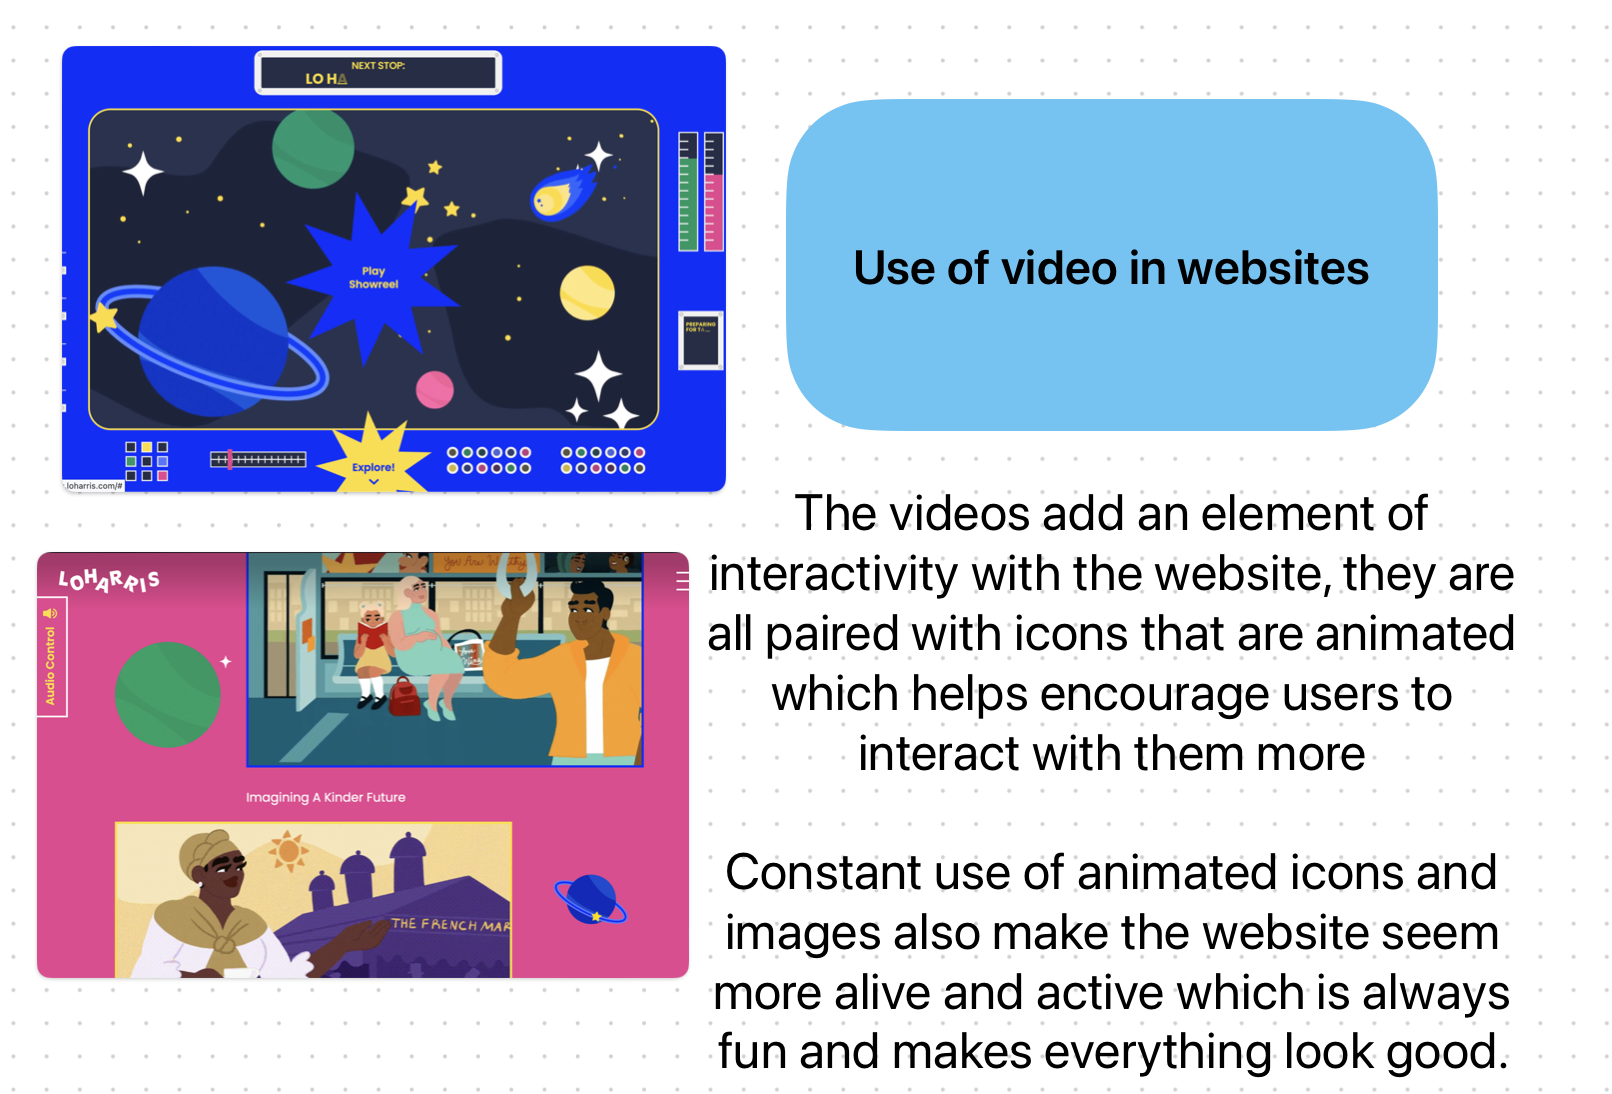 NEXT STOP:
LO HA
Play
Showreel
PREPARING
Explore!
loharris.com/#
Use of video in websites
The videos add an element of
interactivity with the website, they are
all paired with icons that are animated
which helps encourage users to
interact with them more
Constant use of animated icons and
images also make the website seem
more alive and active which is always
fun and makes everything look good.
LOHARRIS
Audio Control
You Are Worthy
Imagining A Kinder Future
THE FRENCH MAR